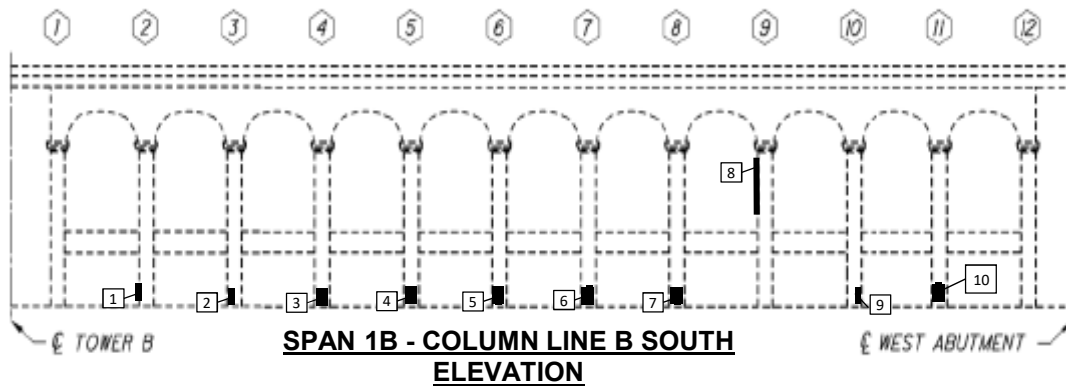 1 2 3 4 5 6 7 8 9 10 11 12
8
1 2 3 4 5 6 7 9 10
℄ TOWER B
SPAN 1B - COLUMN LINE B SOUTH
ELEVATION
℄ WEST ABUTMENT